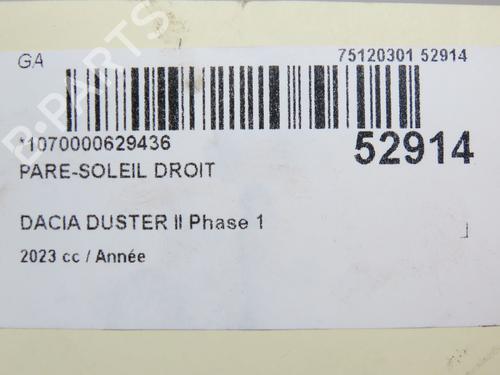 GA
75120301 52914
*1070000629436
52914
PARE-SOLEIL DROIT
DACIA DUSTER II Phase 1
2023 cc / Année
B-PARTS